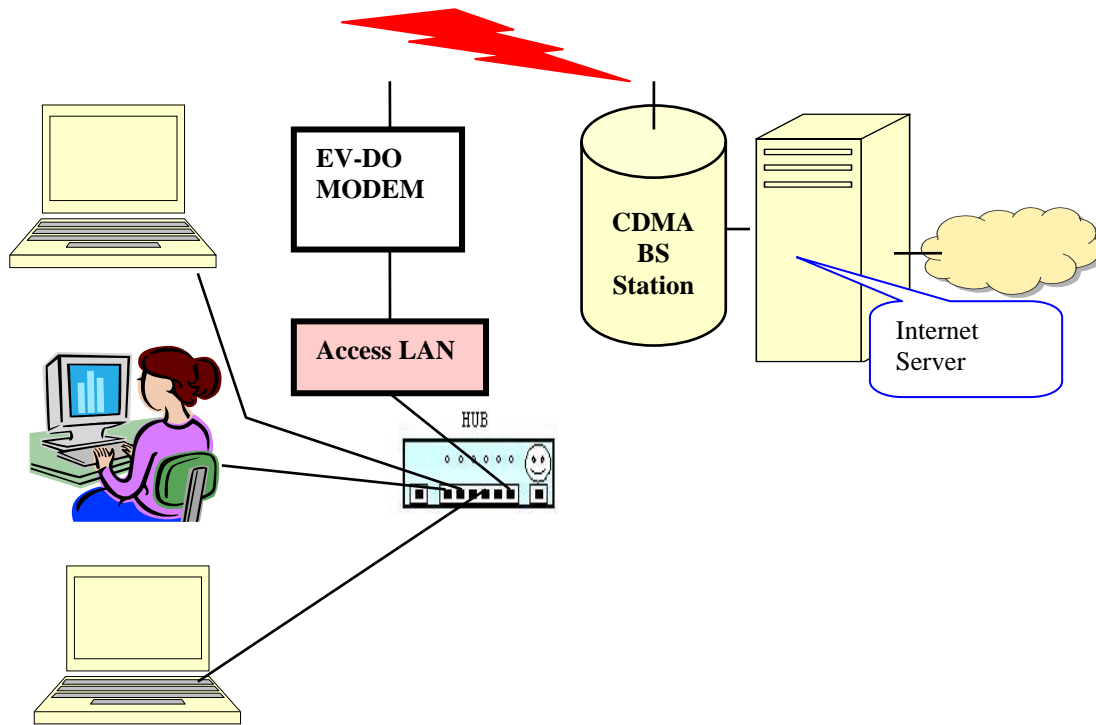 EV-DO
MODEM
CDMA
BS
Station
Access LAN
Internet
Server
HUB